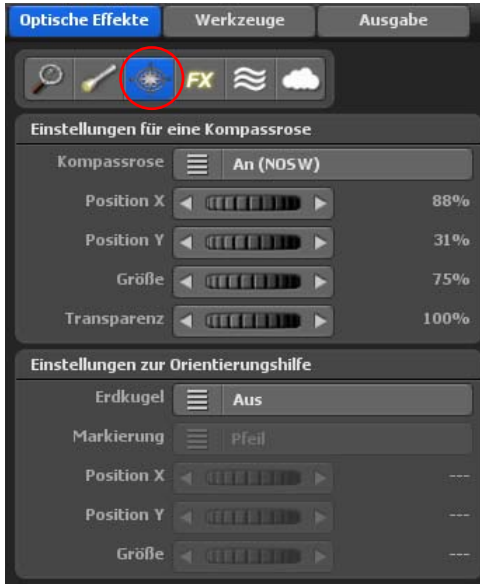 Optische Effekte Werkzeuge Ausgabe
FX
Einstellungen für eine Kompassrose
Kompassrose An (NOSW)
Position X 88%
Position Y 31%
Größe 75%
Transparenz 100%
Einstellungen zur Orientierungshilfe
Erdkugel Aus
Markierung Pfeil
Position X ---
Position Y ---
Größe ---